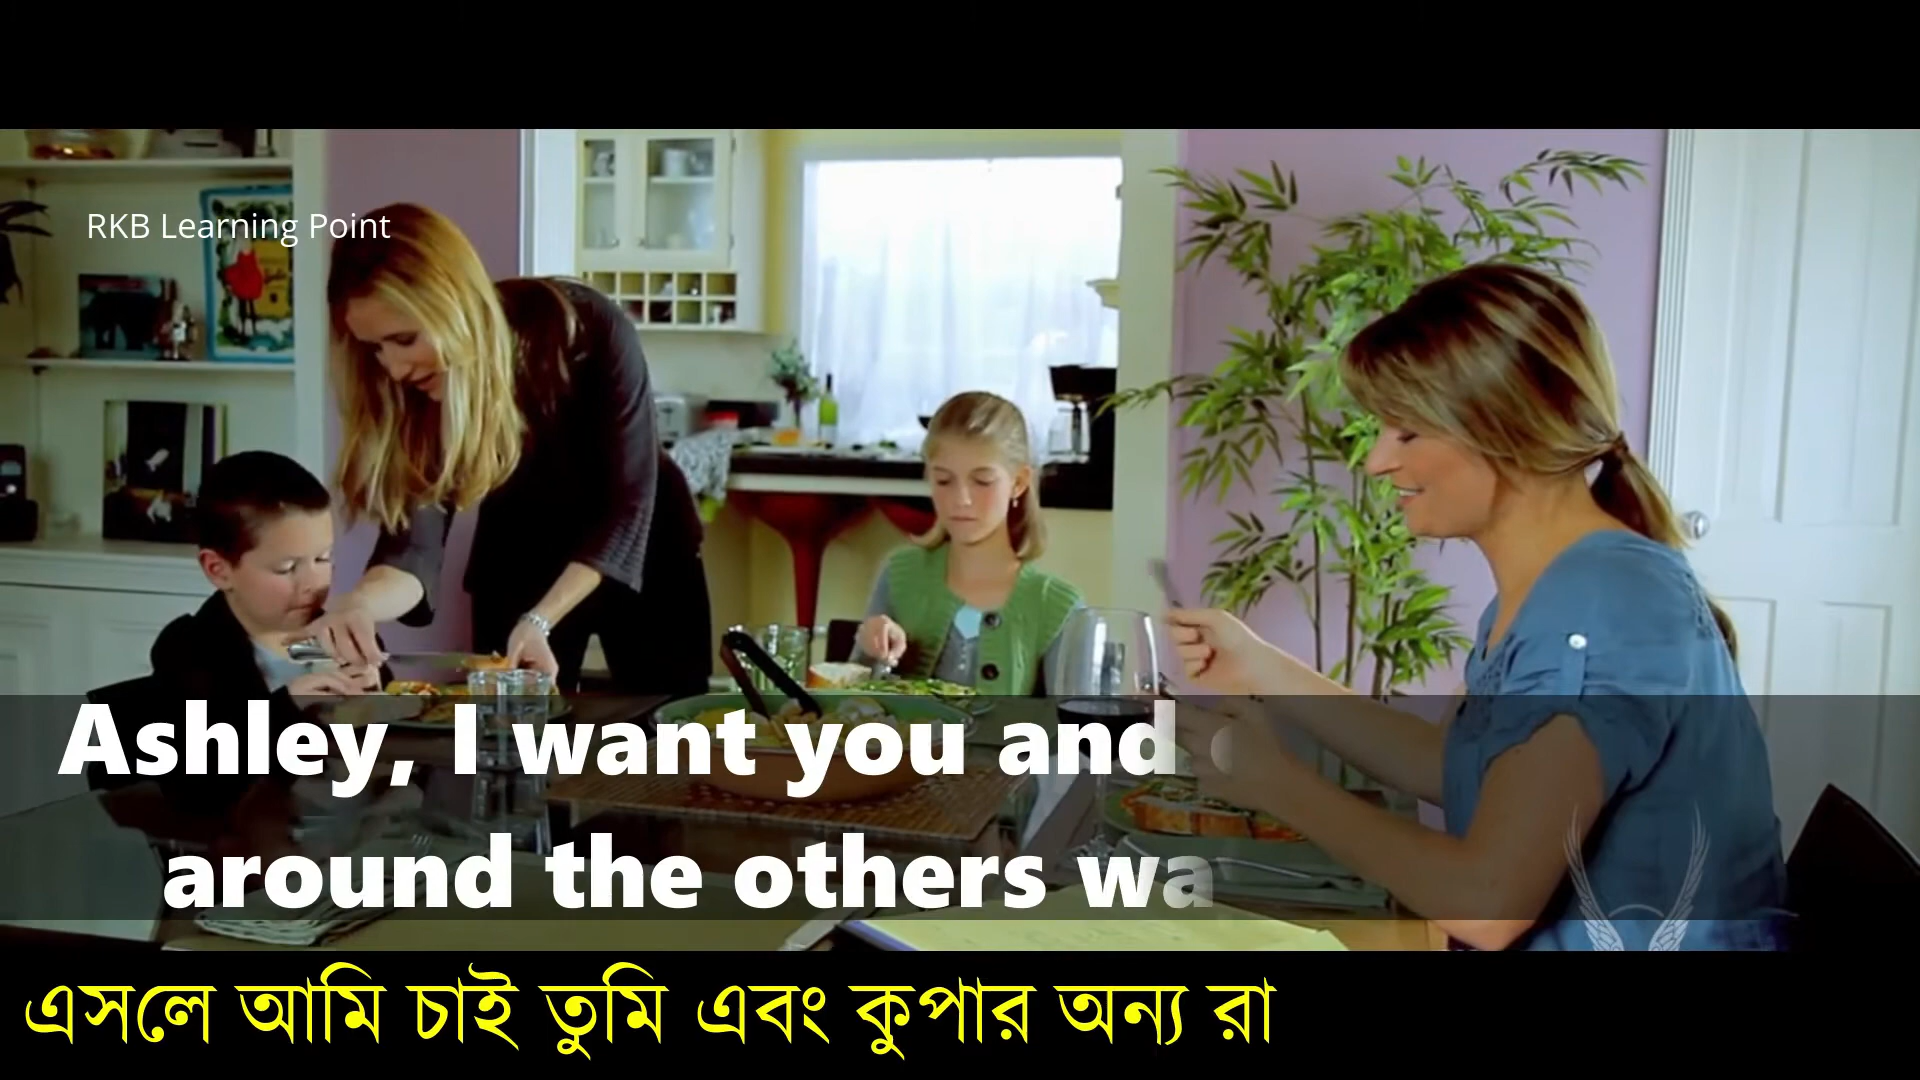 RKB Learning Point
Ashley, I want you and
around the others wa
এসলে আমি চাই তুমি এবং কুপার অন্য রা